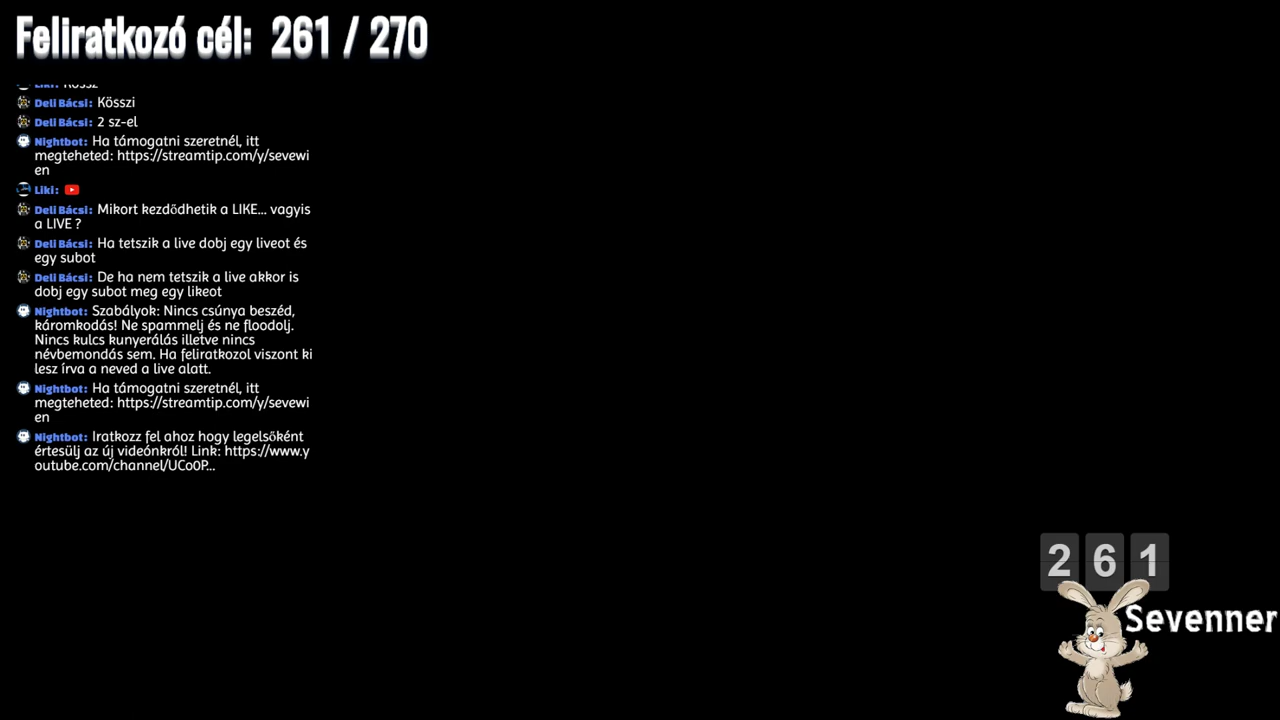 Feliratkozó cél: 261 / 270
Liki: Kössz
Deli Bácsi: Kösszi
Deli Bácsi: 2 sz-el
Nightbot: Ha támogatni szeretnél, itt
megteheted: https://streamtip.com/y/sevewi
en
Liki:
Deli Bácsi: Mikort kezdődhetik a LIKE... vagyis
a LIVE ?
Deli Bácsi: Ha tetszik a live dobj egy liveot és
egy subot
Deli Bácsi: De ha nem tetszik a live akkor is
dobj egy subot meg egy likeot
Nightbot: Szabályok: Nincs csúnya beszéd,
káromkodás! Ne spammelj és ne floodolj.
Nincs kulcs kunyerálás illetve nincs
névbemondás sem. Ha feliratkozol viszont ki
lesz írva a neved a live alatt.
Nightbot: Ha támogatni szeretnél, itt
megteheted: https://streamtip.com/y/sevewi
en
Nightbot: Iratkozz fel ahoz hogy legelsőként
értesülj az új videónkról! Link: https://www.y
outube.com/channel/UCo0P...
261
Sevenner